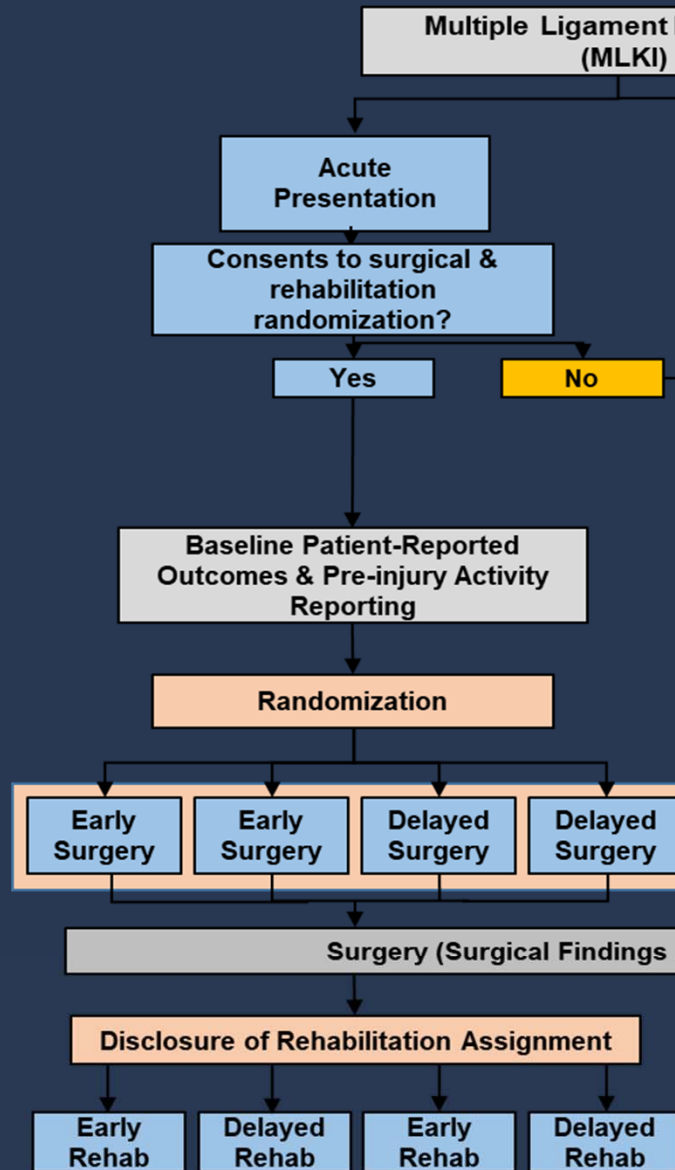 Multiple Ligament
(MLKI)
Acute
Presentation
Consents to surgical &
rehabilitation
randomization?
Yes
No
Baseline Patient-Reported
Outcomes & Pre-injury Activity
Reporting
Randomization
Early
Surgery
Early
Surgery
Delayed
Surgery
Delayed
Surgery
Surgery (Surgical Findings
Disclosure of Rehabilitation Assignment
Early
Rehab
Delayed
Rehab
Early
Rehab
Delayed
Rehab